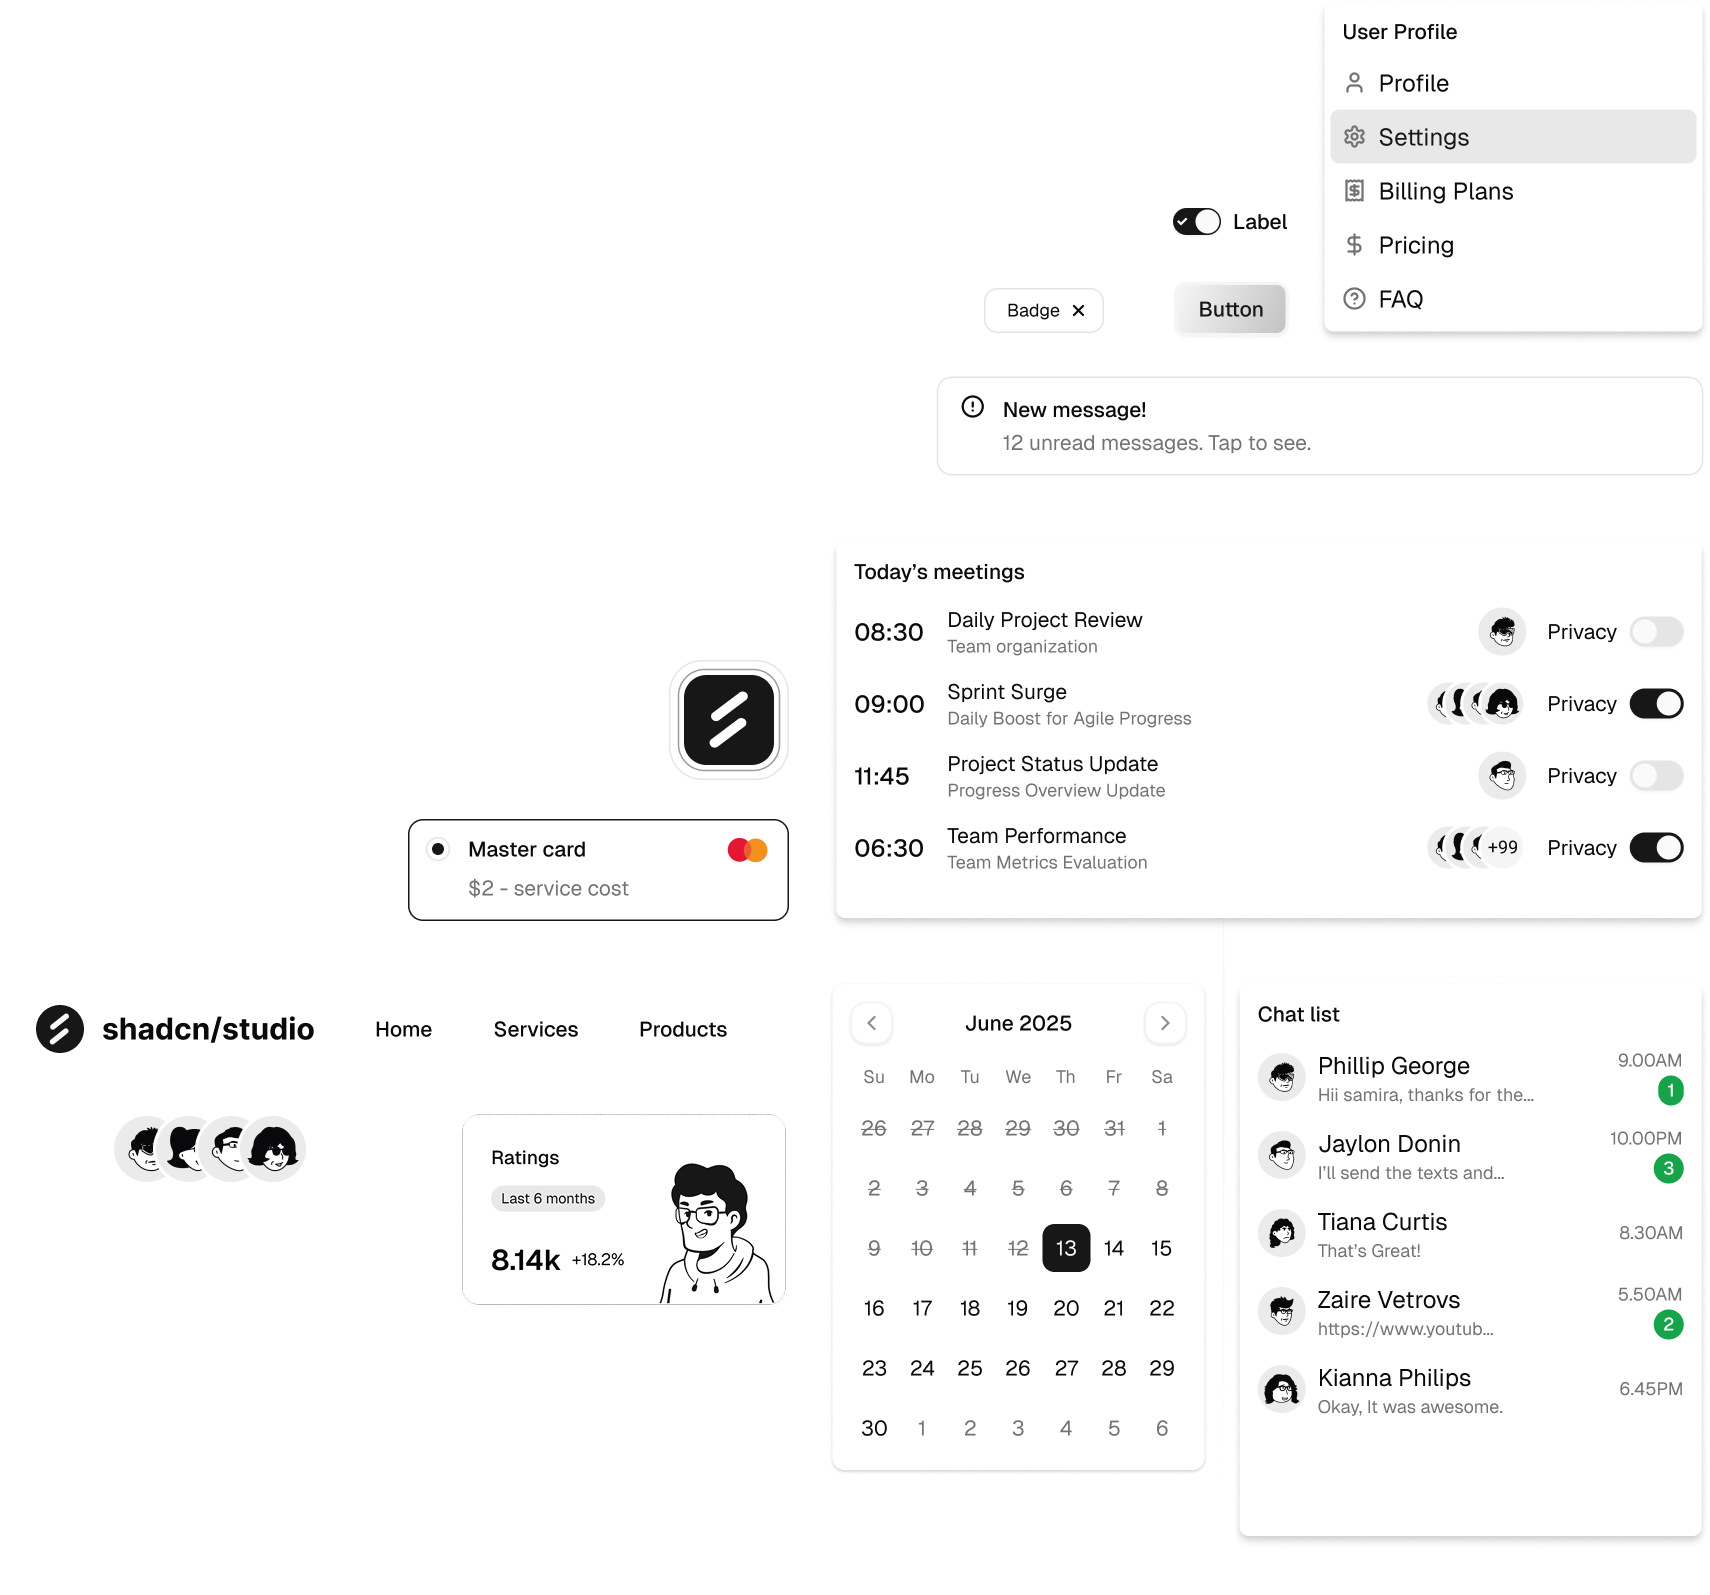 User Profile
Profile
Settings
Billing Plans
Pricing
FAQ
Label
Badge
Button
New message!
12 unread messages. Tap to see.
Today’s meetings
08:30 Daily Project Review Privacy
Team organization
09:00 Sprint Surge Privacy
Daily Boost for Agile Progress
11:45 Project Status Update Privacy
Progress Overview Update
06:30 Team Performance +99 Privacy
Team Metrics Evaluation
Master card
$2 - service cost
shadcn/studio Home Services Products
Ratings
Last 6 months
8.14k +18.2%
June 2025
Su Mo Tu We Th Fr Sa
26 27 28 29 30 31 1
2 3 4 5 6 7 8
9 10 11 12 13 14 15
16 17 18 19 20 21 22
23 24 25 26 27 28 29
30 1 2 3 4 5 6
Chat list
Phillip George 9.00AM
Hii samira, thanks for the... 1
Jaylon Donin 10.00PM
I’ll send the texts and... 3
Tiana Curtis 8.30AM
That’s Great!
Zaire Vetrovs 5.50AM
https://www.youtub... 2
Kianna Philips 6.45PM
Okay, It was awesome.